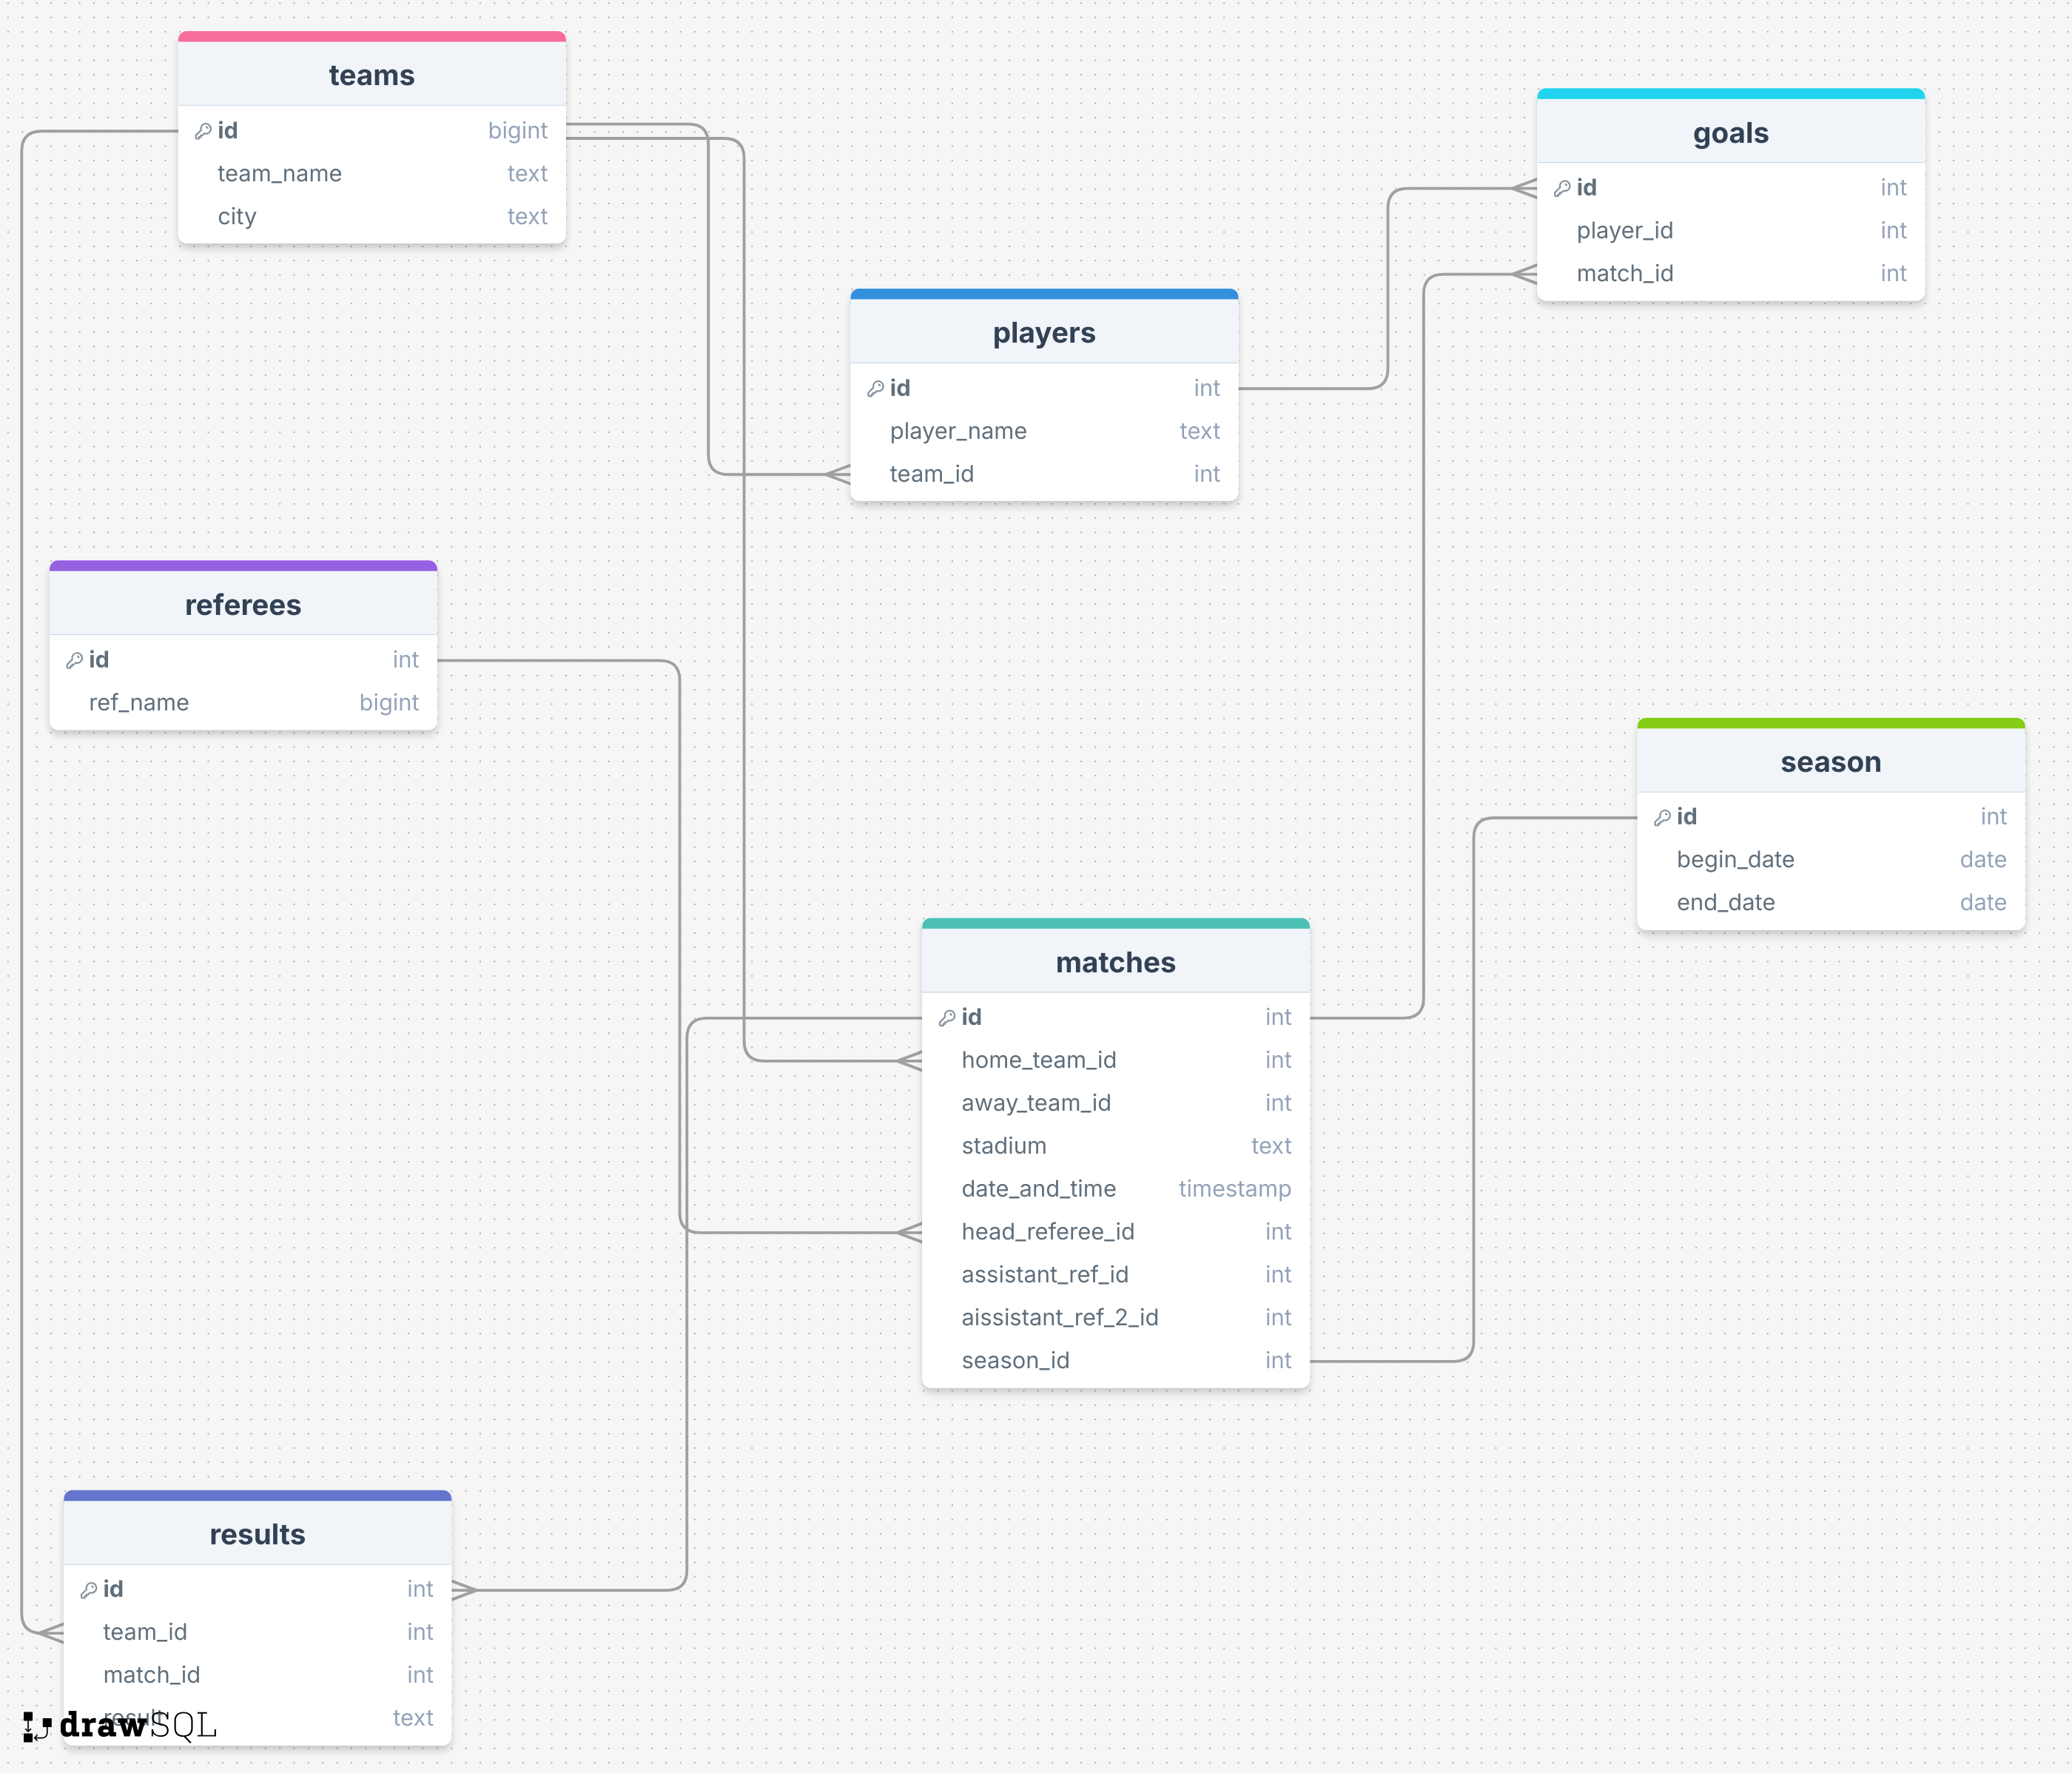 teams
id bigint
team_name text
city text
goals
id int
player_id int
match_id int
players
id int
player_name text
team_id int
referees
id int
ref_name bigint
season
id int
begin_date date
end_date date
matches
id int
home_team_id int
away_team_id int
stadium text
date_and_time timestamp
head_referee_id int
assistant_ref_id int
aissistant_ref_2_id int
season_id int
results
id int
team_id int
match_id int
result text
drawSQL